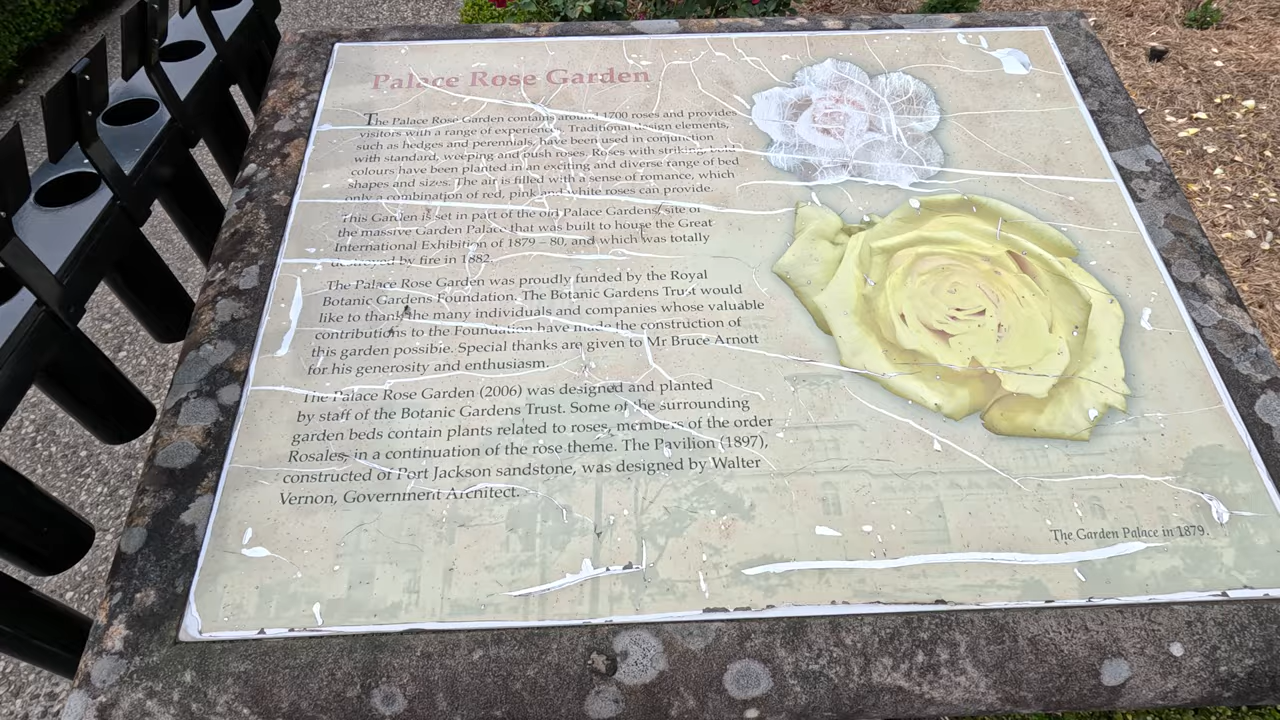 Palace Rose Garden
The Palace Rose Garden contains around 1700 roses and provides
visitors with a range of experiences. Traditional design elements,
such as hedges and perennials, have been used in conjunction
with standard, weeping and bush roses. Roses with striking
colours have been planted in an exciting and diverse range of bed
shapes and sizes. The air is filled with a sense of romance, which
only a combination of red, pink and white roses can provide.
This Garden is set in part of the old Palace Gardens, site of
the massive Garden Palace that was built to house the Great
International Exhibition of 1879 – 80, and which was totally
destroyed by fire in 1882.
The Palace Rose Garden was proudly funded by the Royal
Botanic Gardens Foundation. The Botanic Gardens Trust would
like to thank the many individuals and companies whose valuable
contributions to the Foundation have made the construction of
this garden possible. Special thanks are given to Mr Bruce Arnott
for his generosity and enthusiasm.
The Palace Rose Garden (2006) was designed and planted
by staff of the Botanic Gardens Trust. Some of the surrounding
garden beds contain plants related to roses, members of the order
Rosales, in a continuation of the rose theme. The Pavilion (1897),
constructed of Port Jackson sandstone, was designed by Walter
Vernon, Government Architect.
The Garden Palace in 1879.